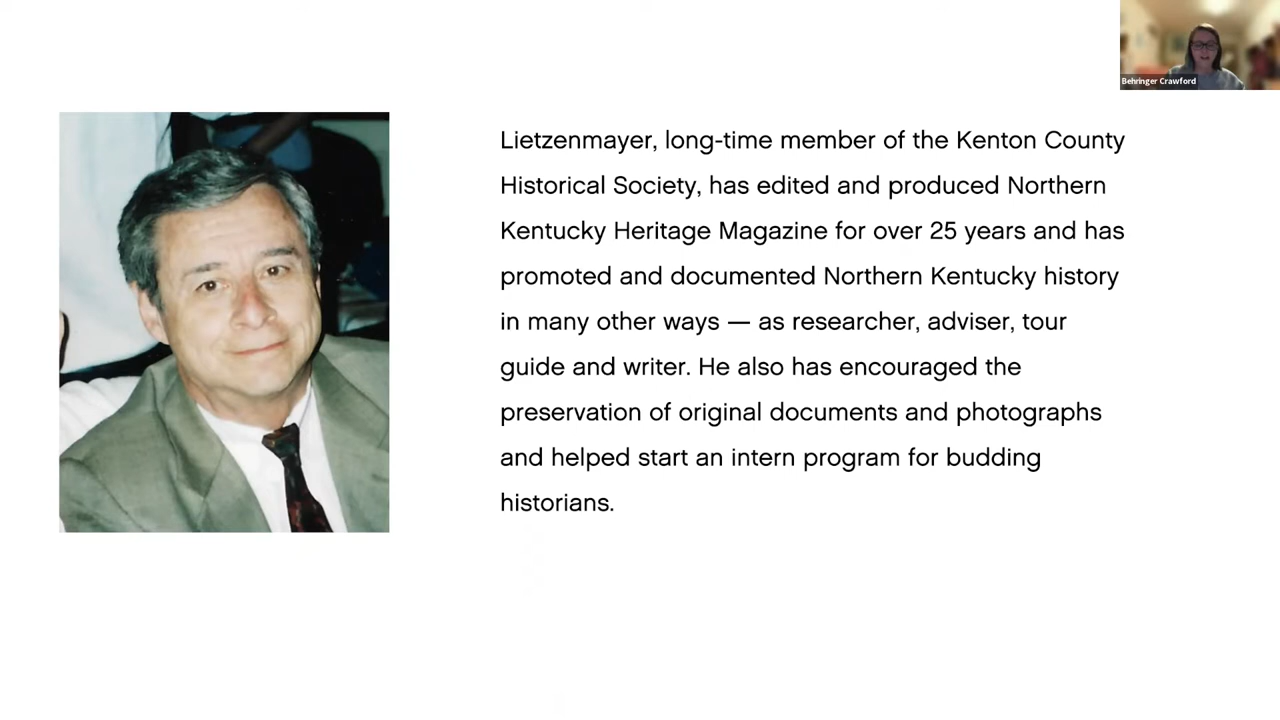 Behringer Crawford
Lietzenmayer, long-time member of the Kenton County
Historical Society, has edited and produced Northern
Kentucky Heritage Magazine for over 25 years and has
promoted and documented Northern Kentucky history
in many other ways — as researcher, adviser, tour
guide and writer. He also has encouraged the
preservation of original documents and photographs
and helped start an intern program for budding
historians.